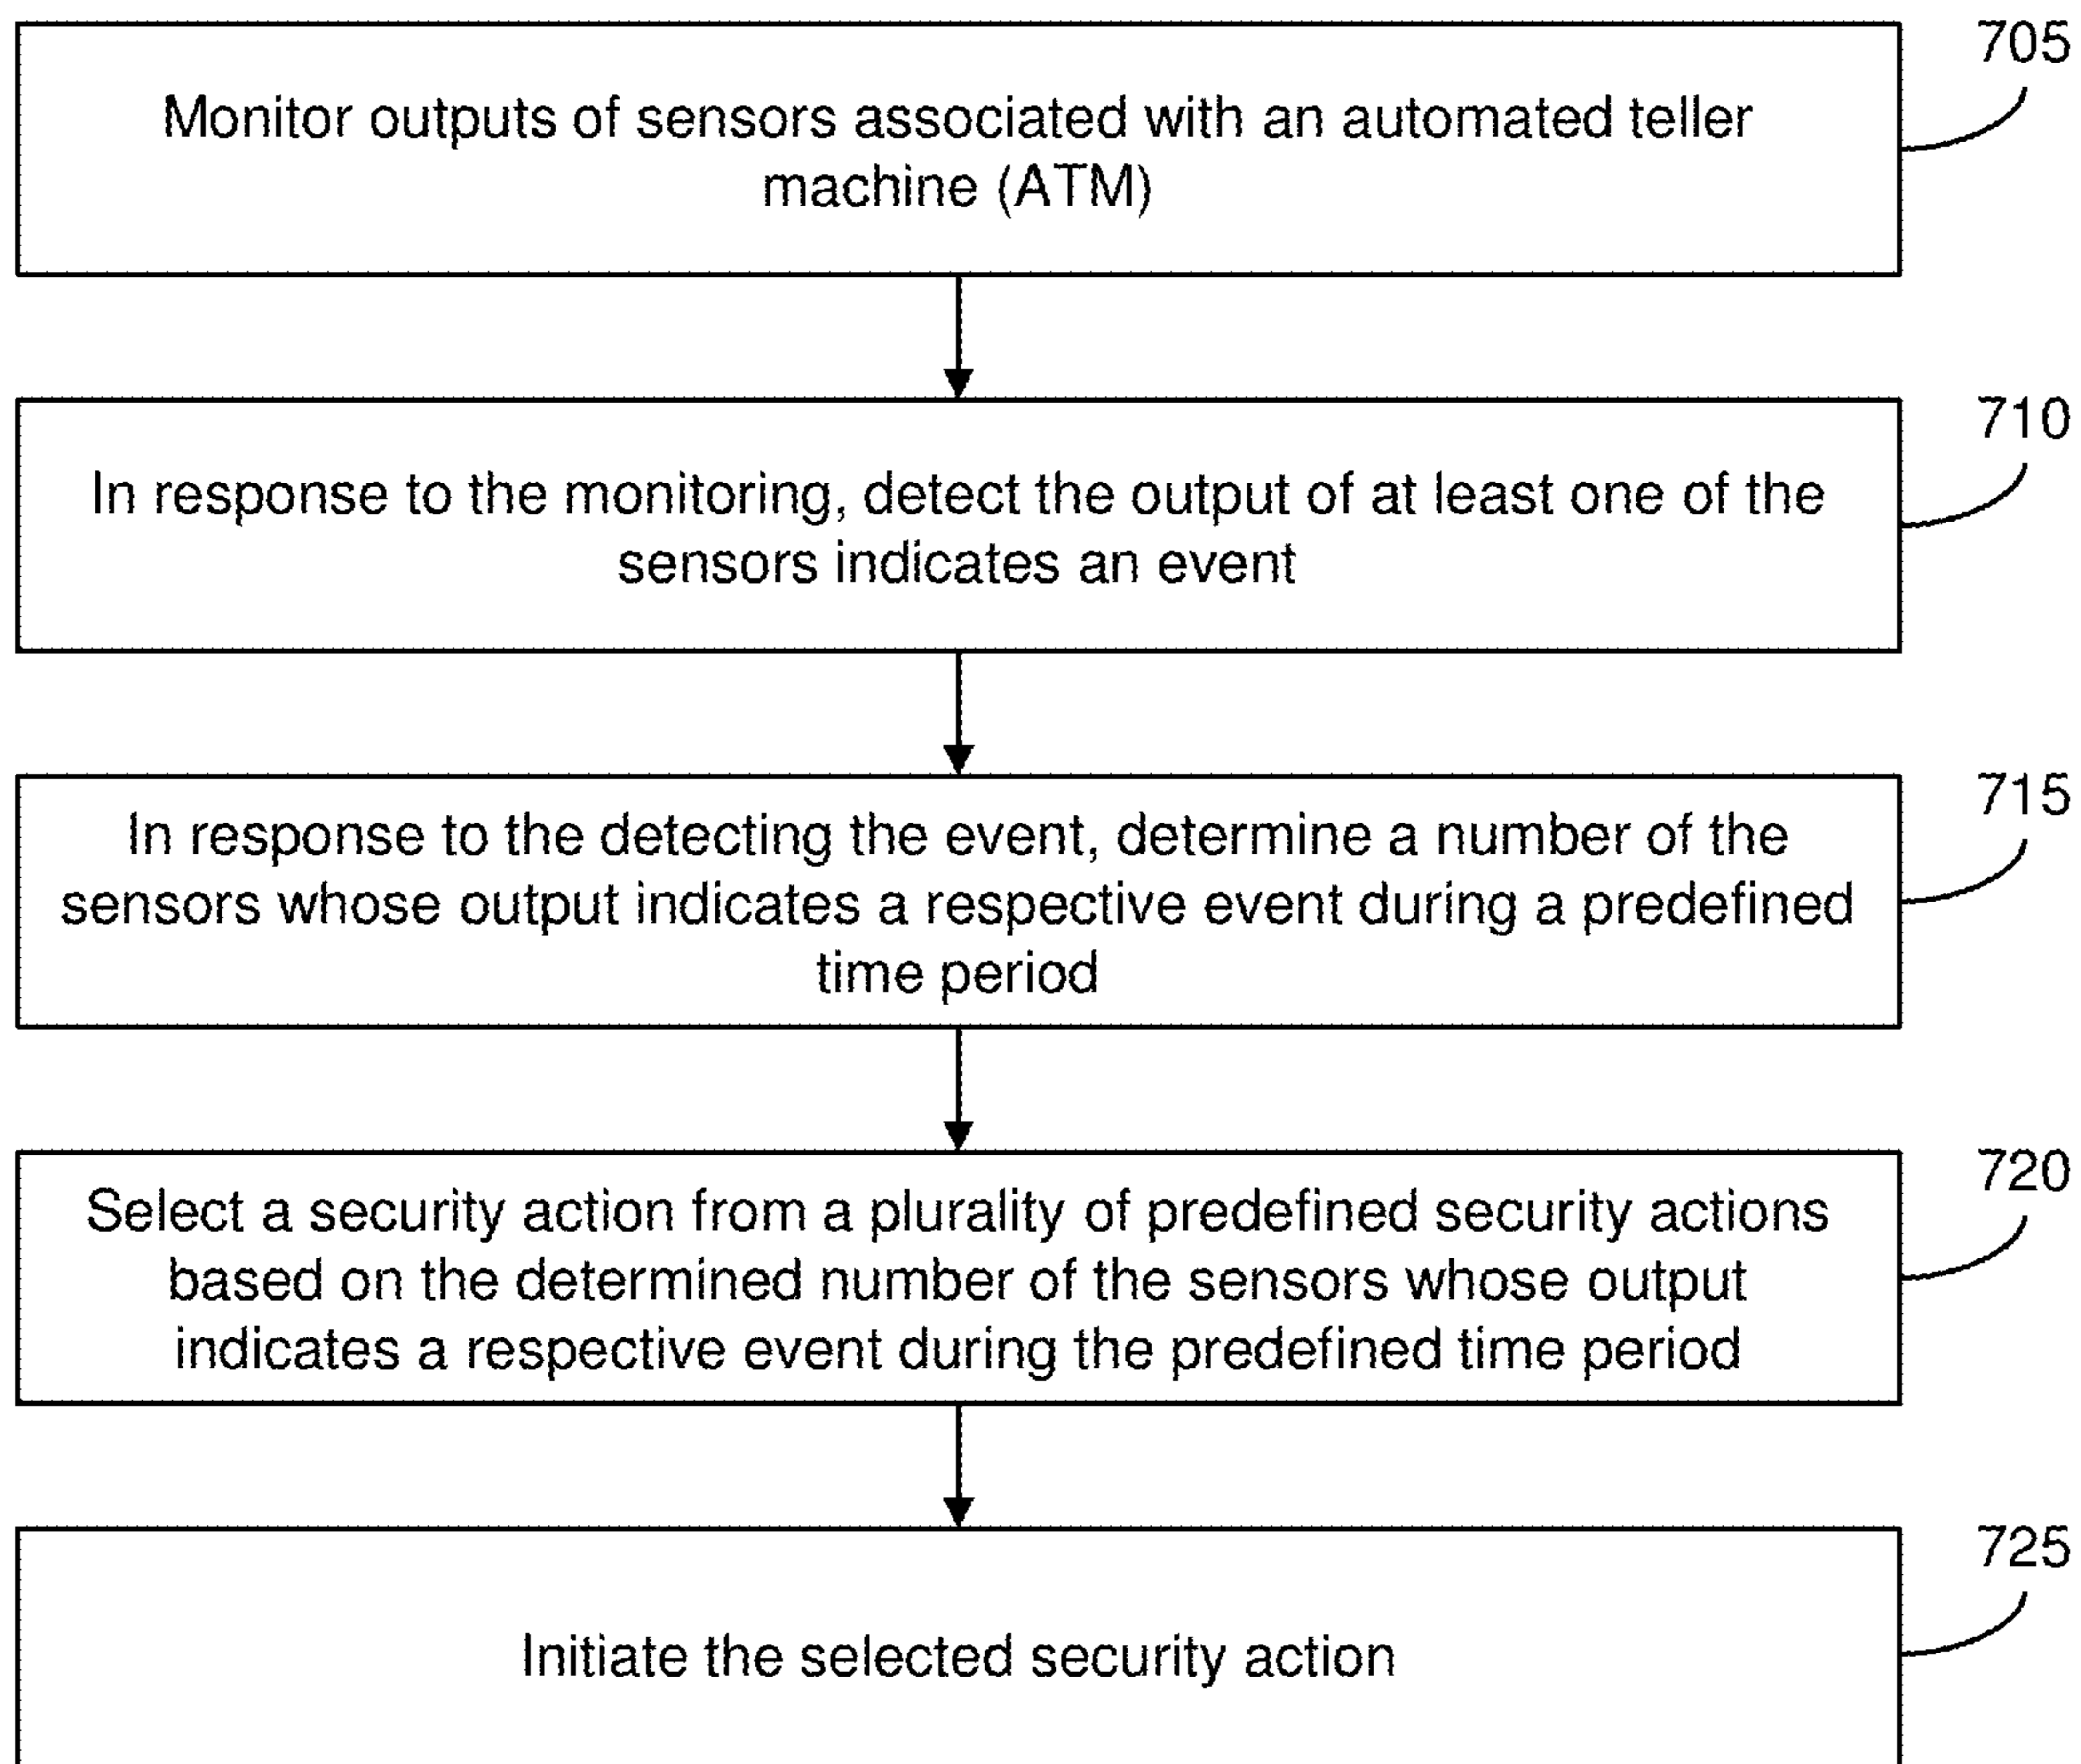 705
Monitor outputs of sensors associated with an automated teller
machine (ATM)
710
In response to the monitoring, detect the output of at least one of the
sensors indicates an event
715
In response to the detecting the event, determine a number of the
sensors whose output indicates a respective event during a predefined
time period
720
Select a security action from a plurality of predefined security actions
based on the determined number of the sensors whose output
indicates a respective event during the predefined time period
725
Initiate the selected security action